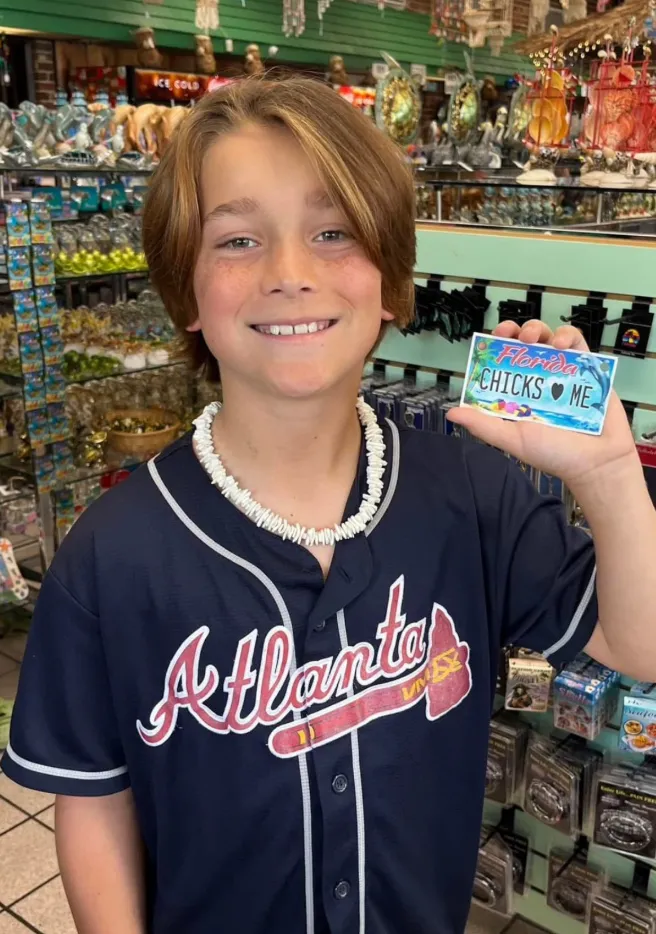 ICE COLD
Florida
CHICKS ♥ ME
Atlanta